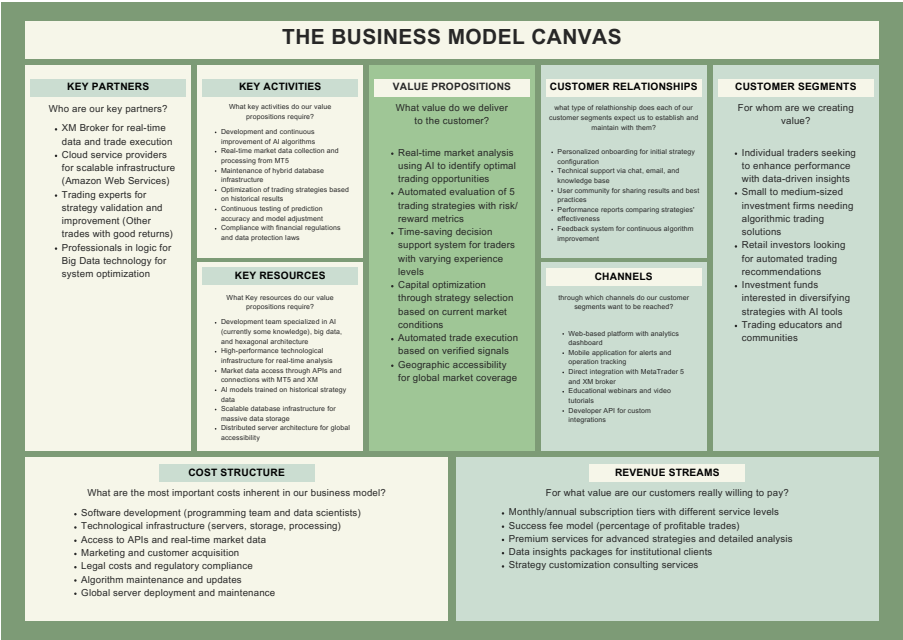 THE BUSINESS MODEL CANVAS
KEY PARTNERS
Who are our key partners?
• XM Broker for real-time
data and trade execution
• Cloud service providers
for scalable infrastructure
(Amazon Web Services)
• Trading experts for
strategy validation and
improvement (Other
trades with good returns)
• Professionals in logic for
Big Data technology for
system optimization
KEY ACTIVITIES
What key activities do our value
propositions require?
• Development and continuous
improvement of AI algorithms
• Real-time market data collection and
processing from MT5
• Maintenance of hybrid database
infrastructure
• Optimization of trading strategies based
on historical results
• Continuous testing of prediction
accuracy and model adjustment
• Compliance with financial regulations
and data protection laws
KEY RESOURCES
What Key resources do our value
propositions require?
• Development team specialized in AI
(currently some knowledge), big data,
and hexagonal architecture
• High-performance technological
infrastructure for real-time analysis
• Market data access through APIs and
connections with MT5 and XM
• AI models trained on historical strategy
data
• Scalable database infrastructure for
massive data storage
• Distributed server architecture for global
accessibility
VALUE PROPOSITIONS
What value do we deliver
to the customer?
• Real-time market analysis
using AI to identify optimal
trading opportunities
• Automated evaluation of 5
trading strategies with risk/
reward metrics
• Time-saving decision
support system for traders
with varying experience
levels
• Capital optimization
through strategy selection
based on current market
conditions
• Automated trade execution
based on verified signals
• Geographic accessibility
for global market coverage
CUSTOMER RELATIONSHIPS
what type of relathionship does each of our
customer segments expect us to establish and
maintain with them?
• Personalized onboarding for initial strategy
configuration
• Technical support via chat, email, and
knowledge base
• User community for sharing results and best
practices
• Performance reports comparing strategies'
effectiveness
• Feedback system for continuous algorithm
improvement
CHANNELS
through which channels do our customer
segments want to be reached?
• Web-based platform with analytics
dashboard
• Mobile application for alerts and
operation tracking
• Direct integration with MetaTrader 5
and XM broker
• Educational webinars and video
tutorials
• Developer API for custom
integrations
CUSTOMER SEGMENTS
For whom are we creating
value?
• Individual traders seeking
to enhance performance
with data-driven insights
• Small to medium-sized
investment firms needing
algorithmic trading
solutions
• Retail investors looking
for automated trading
recommendations
• Investment funds
interested in diversifying
strategies with AI tools
• Trading educators and
communities
COST STRUCTURE
What are the most important costs inherent in our business model?
• Software development (programming team and data scientists)
• Technological infrastructure (servers, storage, processing)
• Access to APIs and real-time market data
• Marketing and customer acquisition
• Legal costs and regulatory compliance
• Algorithm maintenance and updates
• Global server deployment and maintenance
REVENUE STREAMS
For what value are our customers really willing to pay?
• Monthly/annual subscription tiers with different service levels
• Success fee model (percentage of profitable trades)
• Premium services for advanced strategies and detailed analysis
• Data insights packages for institutional clients
• Strategy customization consulting services